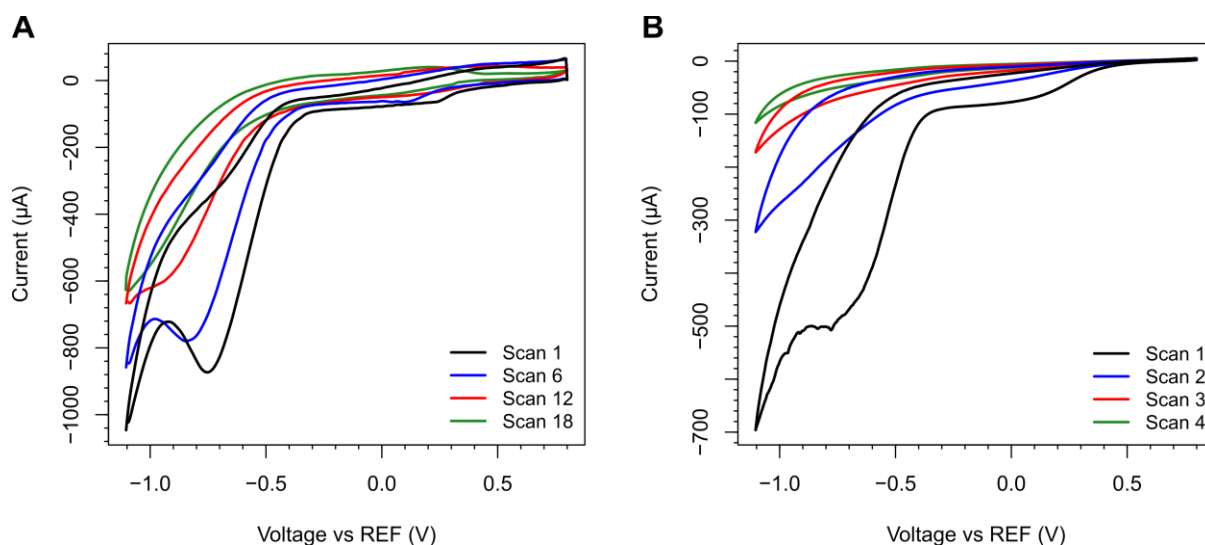 A
0
−200
−400
−600
−800
−1000
Current (µA)
−1.0
−0.5
0.0
0.5
Voltage vs REF (V)
Scan 1
Scan 6
Scan 12
Scan 18
B
0
−100
−300
−500
−700
Current (µA)
−1.0
−0.5
0.0
0.5
Voltage vs REF (V)
Scan 1
Scan 2
Scan 3
Scan 4